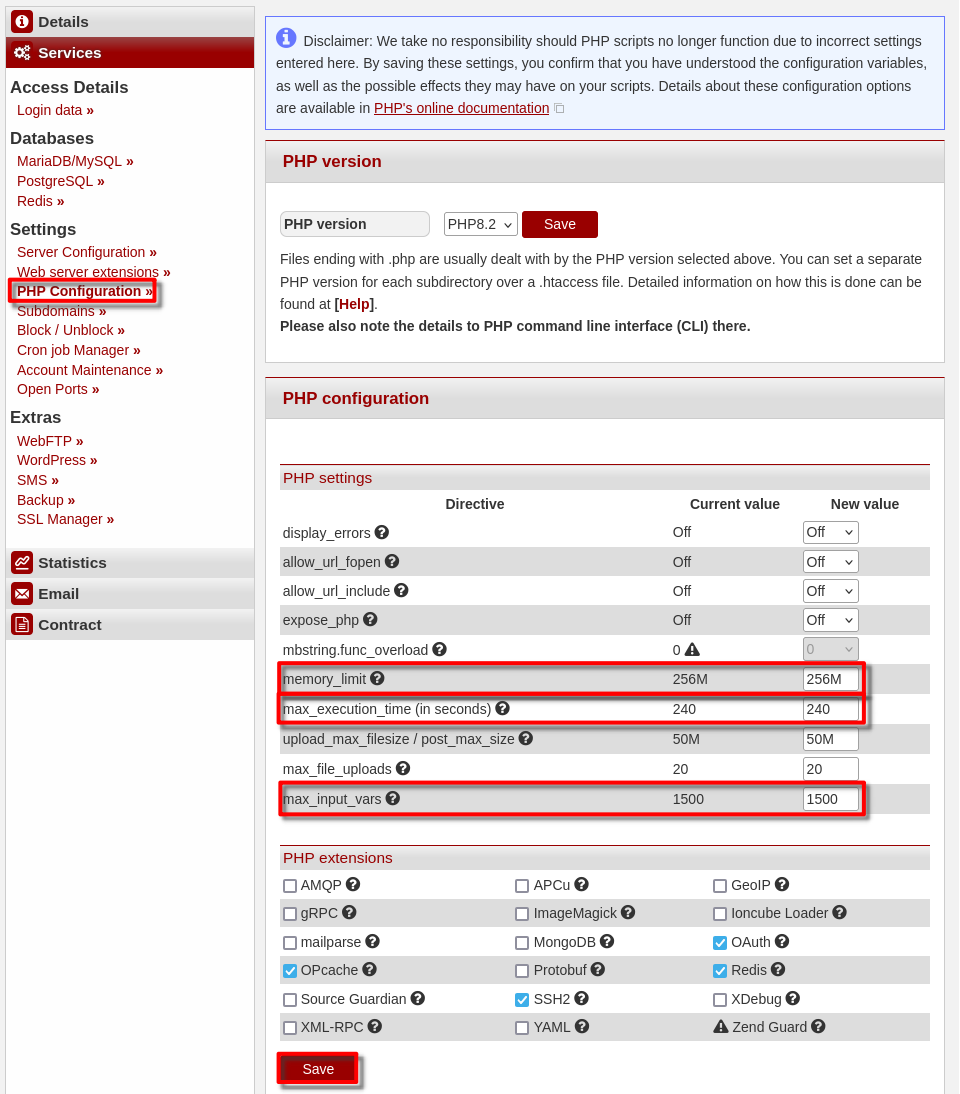 Details
Services
Access Details
Login data »
Databases
MariaDB/MySQL »
PostgreSQL »
Redis »
Settings
Server Configuration »
Web server extensions »
PHP Configuration »
Subdomains »
Block / Unblock »
Cron job Manager »
Account Maintenance »
Open Ports »
Extras
WebFTP »
WordPress »
SMS »
Backup »
SSL Manager »
Statistics
Email
Contract
Disclaimer: We take no responsibility should PHP scripts no longer function due to incorrect settings
entered here. By saving these settings, you confirm that you have understood the configuration variables,
as well as the possible effects they may have on your scripts. Details about these configuration options
are available in PHP's online documentation
PHP version
PHP version PHP8.2 Save
Files ending with .php are usually dealt with by the PHP version selected above. You can set a separate
PHP version for each subdirectory over a .htaccess file. Detailed information on how this is done can be
found at [Help].
Please also note the details to PHP command line interface (CLI) there.
PHP configuration
PHP settings
Directive Current value New value
display_errors ? Off Off
allow_url_fopen ? Off Off
allow_url_include ? Off Off
expose_php ? Off Off
mbstring.func_overload ? 0 0
memory_limit ? 256M 256M
max_execution_time (in seconds) ? 240 240
upload_max_filesize / post_max_size ? 50M 50M
max_file_uploads ? 20 20
max_input_vars ? 1500 1500
PHP extensions
AMQP ? APCu ? GeoIP ?
gRPC ? ImageMagick ? Ioncube Loader ?
mailparse ? MongoDB ? OAuth ?
OPcache ? Protobuf ? Redis ?
Source Guardian ? SSH2 ? XDebug ?
XML-RPC ? YAML ? Zend Guard ?
Save